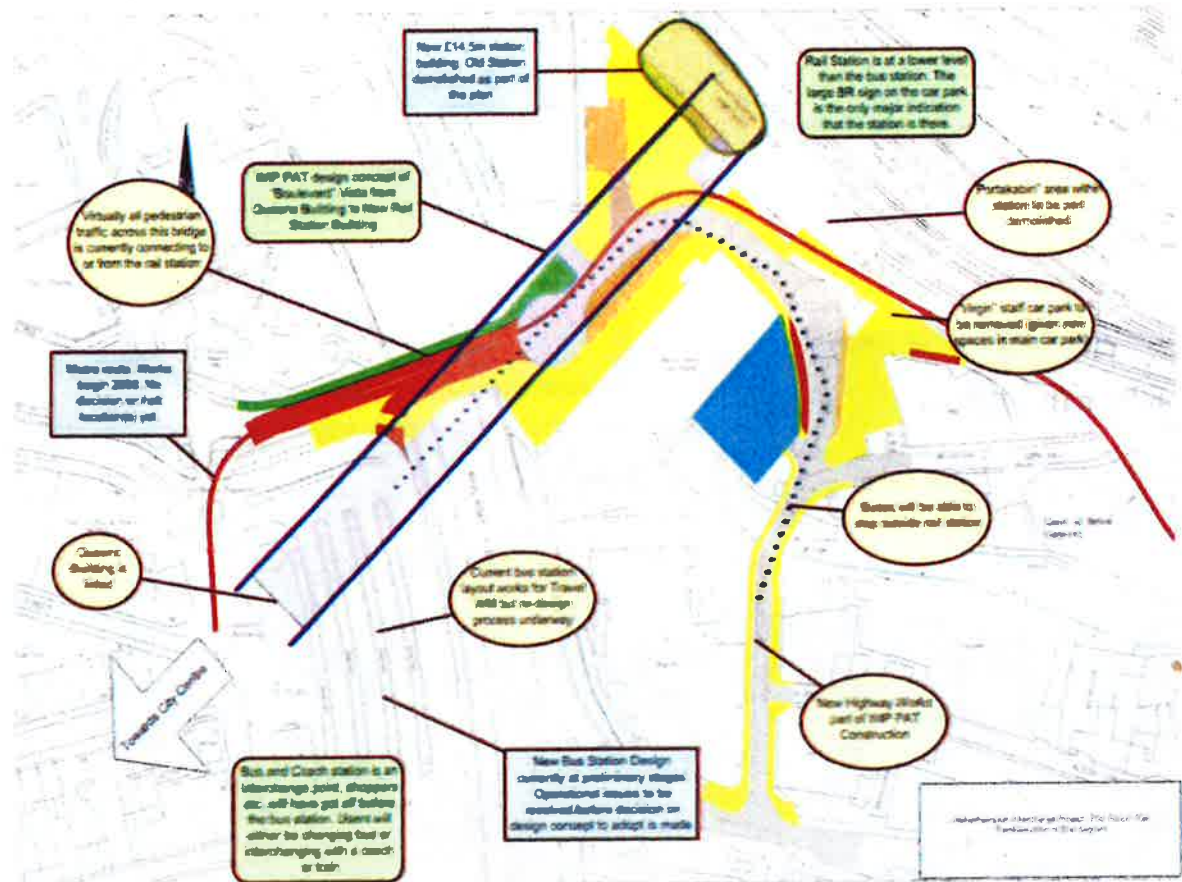 New £14.5m station
building. Old Station
demolished as part of
the plan
Rail Station is at a lower level
than the bus station. The
large BR sign on the car park
is the only major indication
that the station is there.
WIP PAT design concept of
"Boulevard" Vista from
Queens Building to New Rail
Station Building
"Portakabin" area within
station to be part
demolished
Virtually all pedestrian
traffic across this bridge
is currently connecting to
or from the rail station
"Virgin" staff car park to
be removed (given new
spaces in main car park)
Metro route. Works
begin
decision on halt
location(s) yet
Buses will be able to
stop outside rail station
Queens
Building is
listed
Current bus station
layout works for Travel
WM but re-design
process underway
Towards City Centre
New Highway Works
part of WIP PAT
Construction
Bus and Coach station is an
interchange point, shoppers
etc. will have got off before
the bus station. Users will
either be changing bus or
interchanging with a coach
or train
New Bus Station Design
currently at preliminary stages.
Operational issues to be
resolved before decision on
design concept to adopt is made